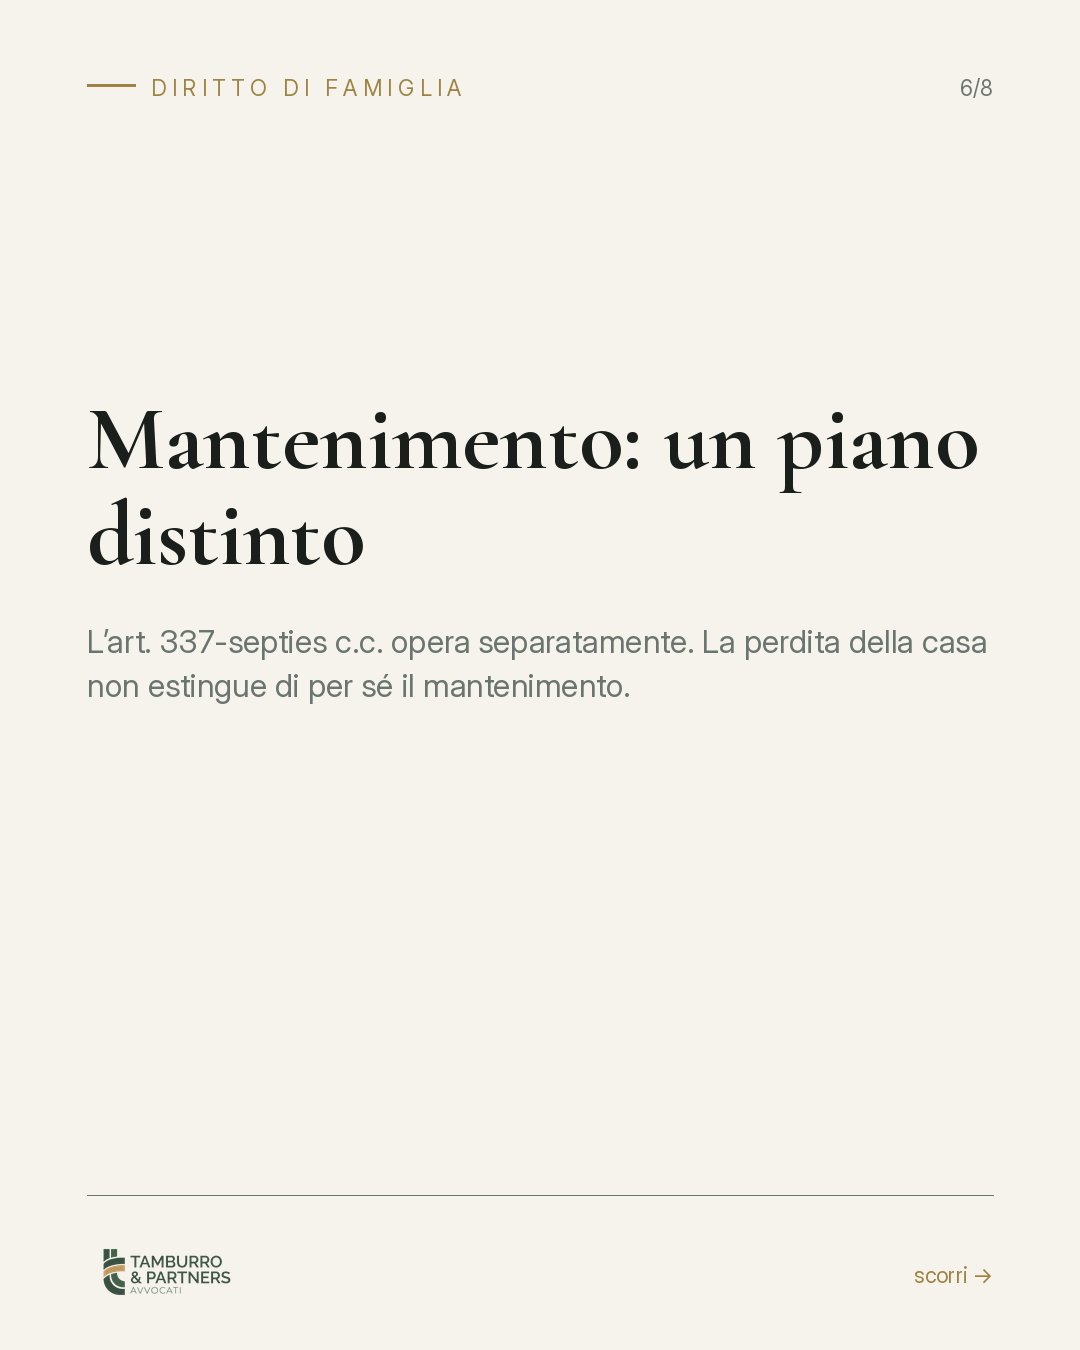 DIRITTO DI FAMIGLIA
6/8
Mantenimento: un piano
distinto
L’art. 337-septies c.c. opera separatamente. La perdita della casa
non estingue di per sé il mantenimento.
TAMBURRO
& PARTNERS
AVVOCATI
scorri →